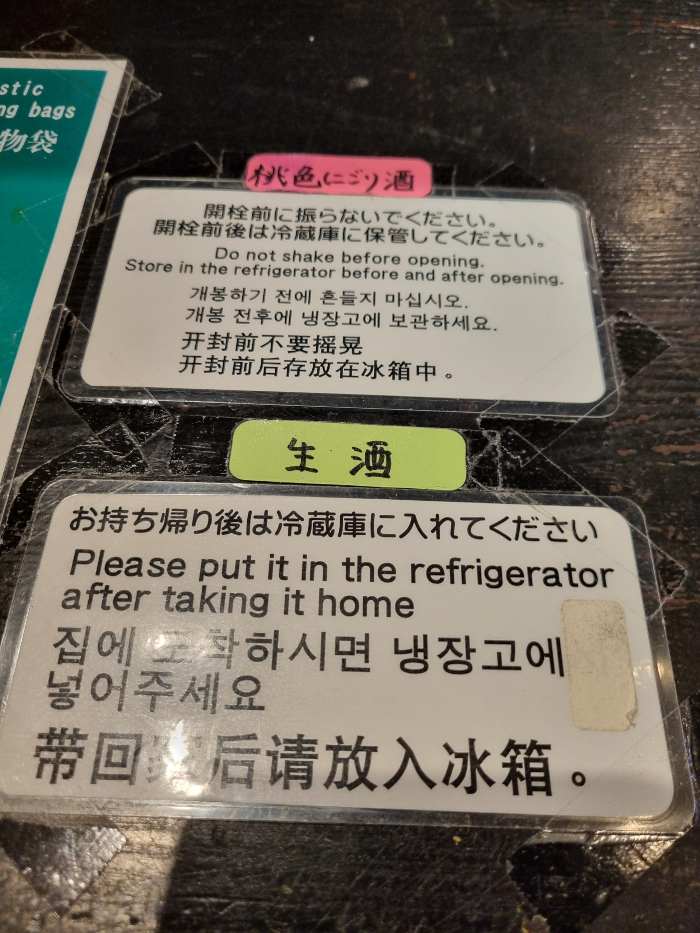 stic
ng bags
物袋
桃色にごり酒
開栓前に振らないでください。
開栓前後は冷蔵庫に保管してください。
Do not shake before opening.
Store in the refrigerator before and after opening.
개봉하기 전에 흔들지 마십시오.
개봉 전후에 냉장고에 보관하세요.
开封前不要摇晃
开封前后存放在冰箱中。
生酒
お持ち帰り後は冷蔵庫に入れてください
Please put it in the refrigerator
after taking it home
집에 도착하시면 냉장고에
넣어주세요
带回家后请放入冰箱。